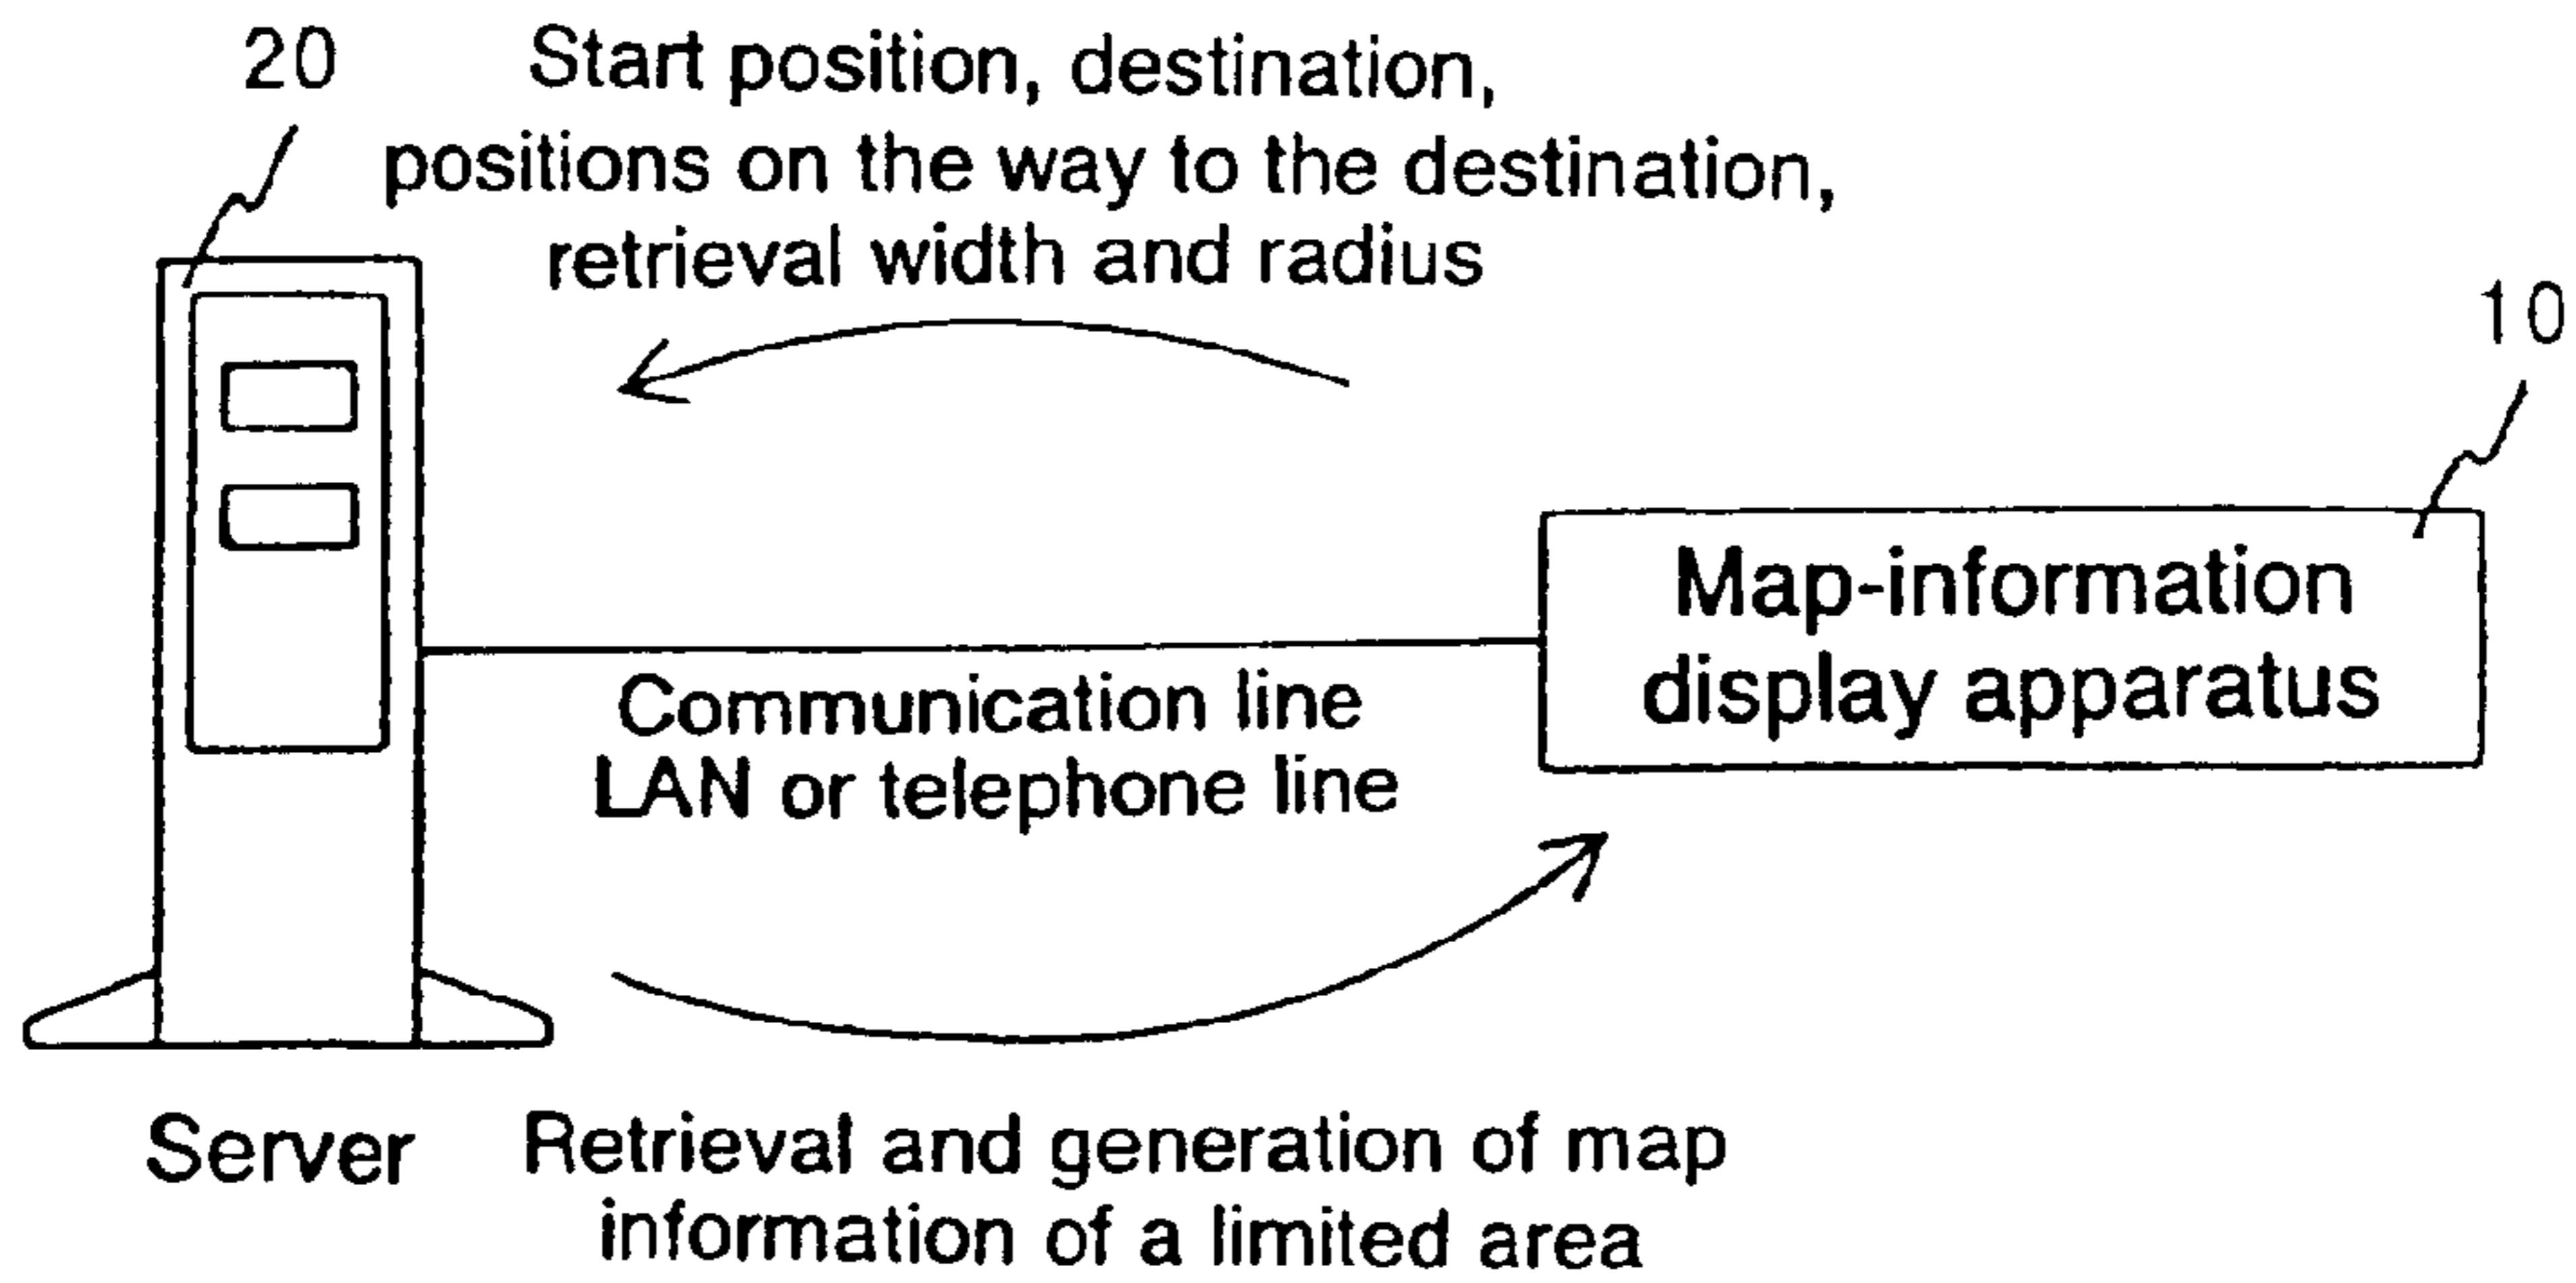 20
Start position, destination,
positions on the way to the destination,
retrieval width and radius
10
Map-information
display apparatus
Communication line
LAN or telephone line
Server
Retrieval and generation of map
information of a limited area